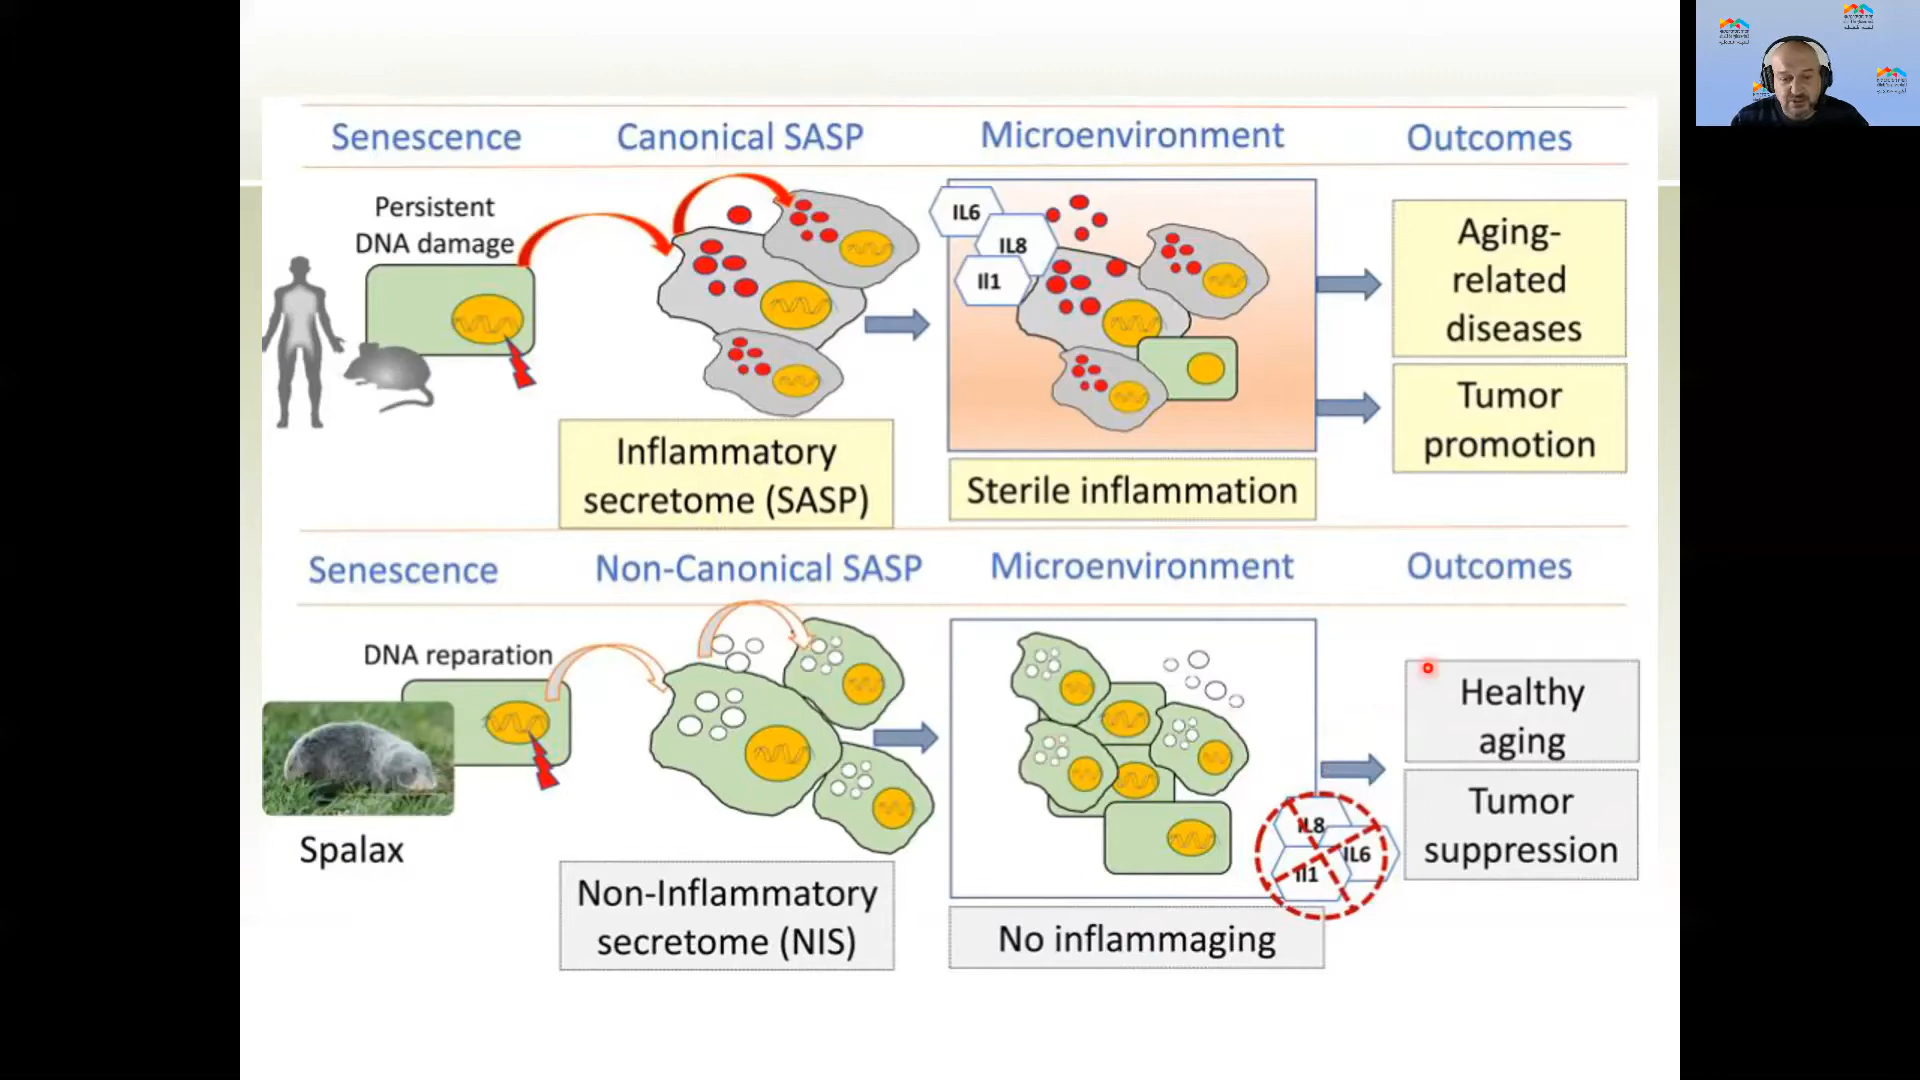 Senescence
Canonical SASP
Microenvironment
Outcomes
Persistent
DNA damage
IL6
IL8
Il1
Aging-
related
diseases
Tumor
promotion
Inflammatory
secretome (SASP)
Sterile inflammation
Senescence
Non-Canonical SASP
Microenvironment
Outcomes
DNA reparation
Spalax
Healthy
aging
Tumor
suppression
IL8
IL6
Il1
Non-Inflammatory
secretome (NIS)
No inflammaging